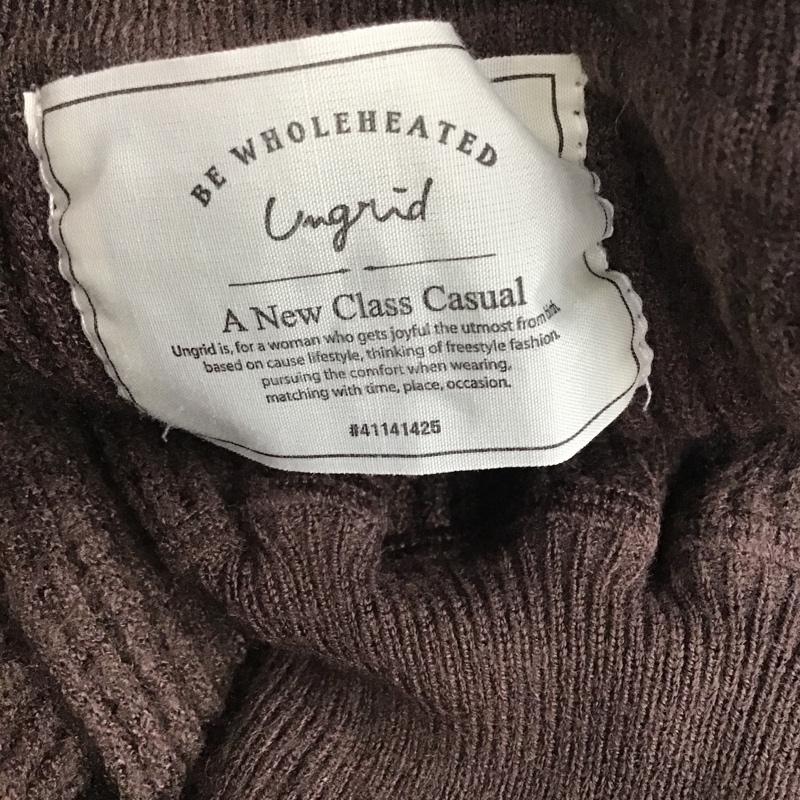 BE WHOLEHEATED
Ungrid
A New Class Casual
Ungrid is, for a woman who gets joyful the utmost from
based on cause lifestyle, thinking of freestyle fashion.
pursuing the comfort when wearing,
matching with time, place, occasion.
#41141425